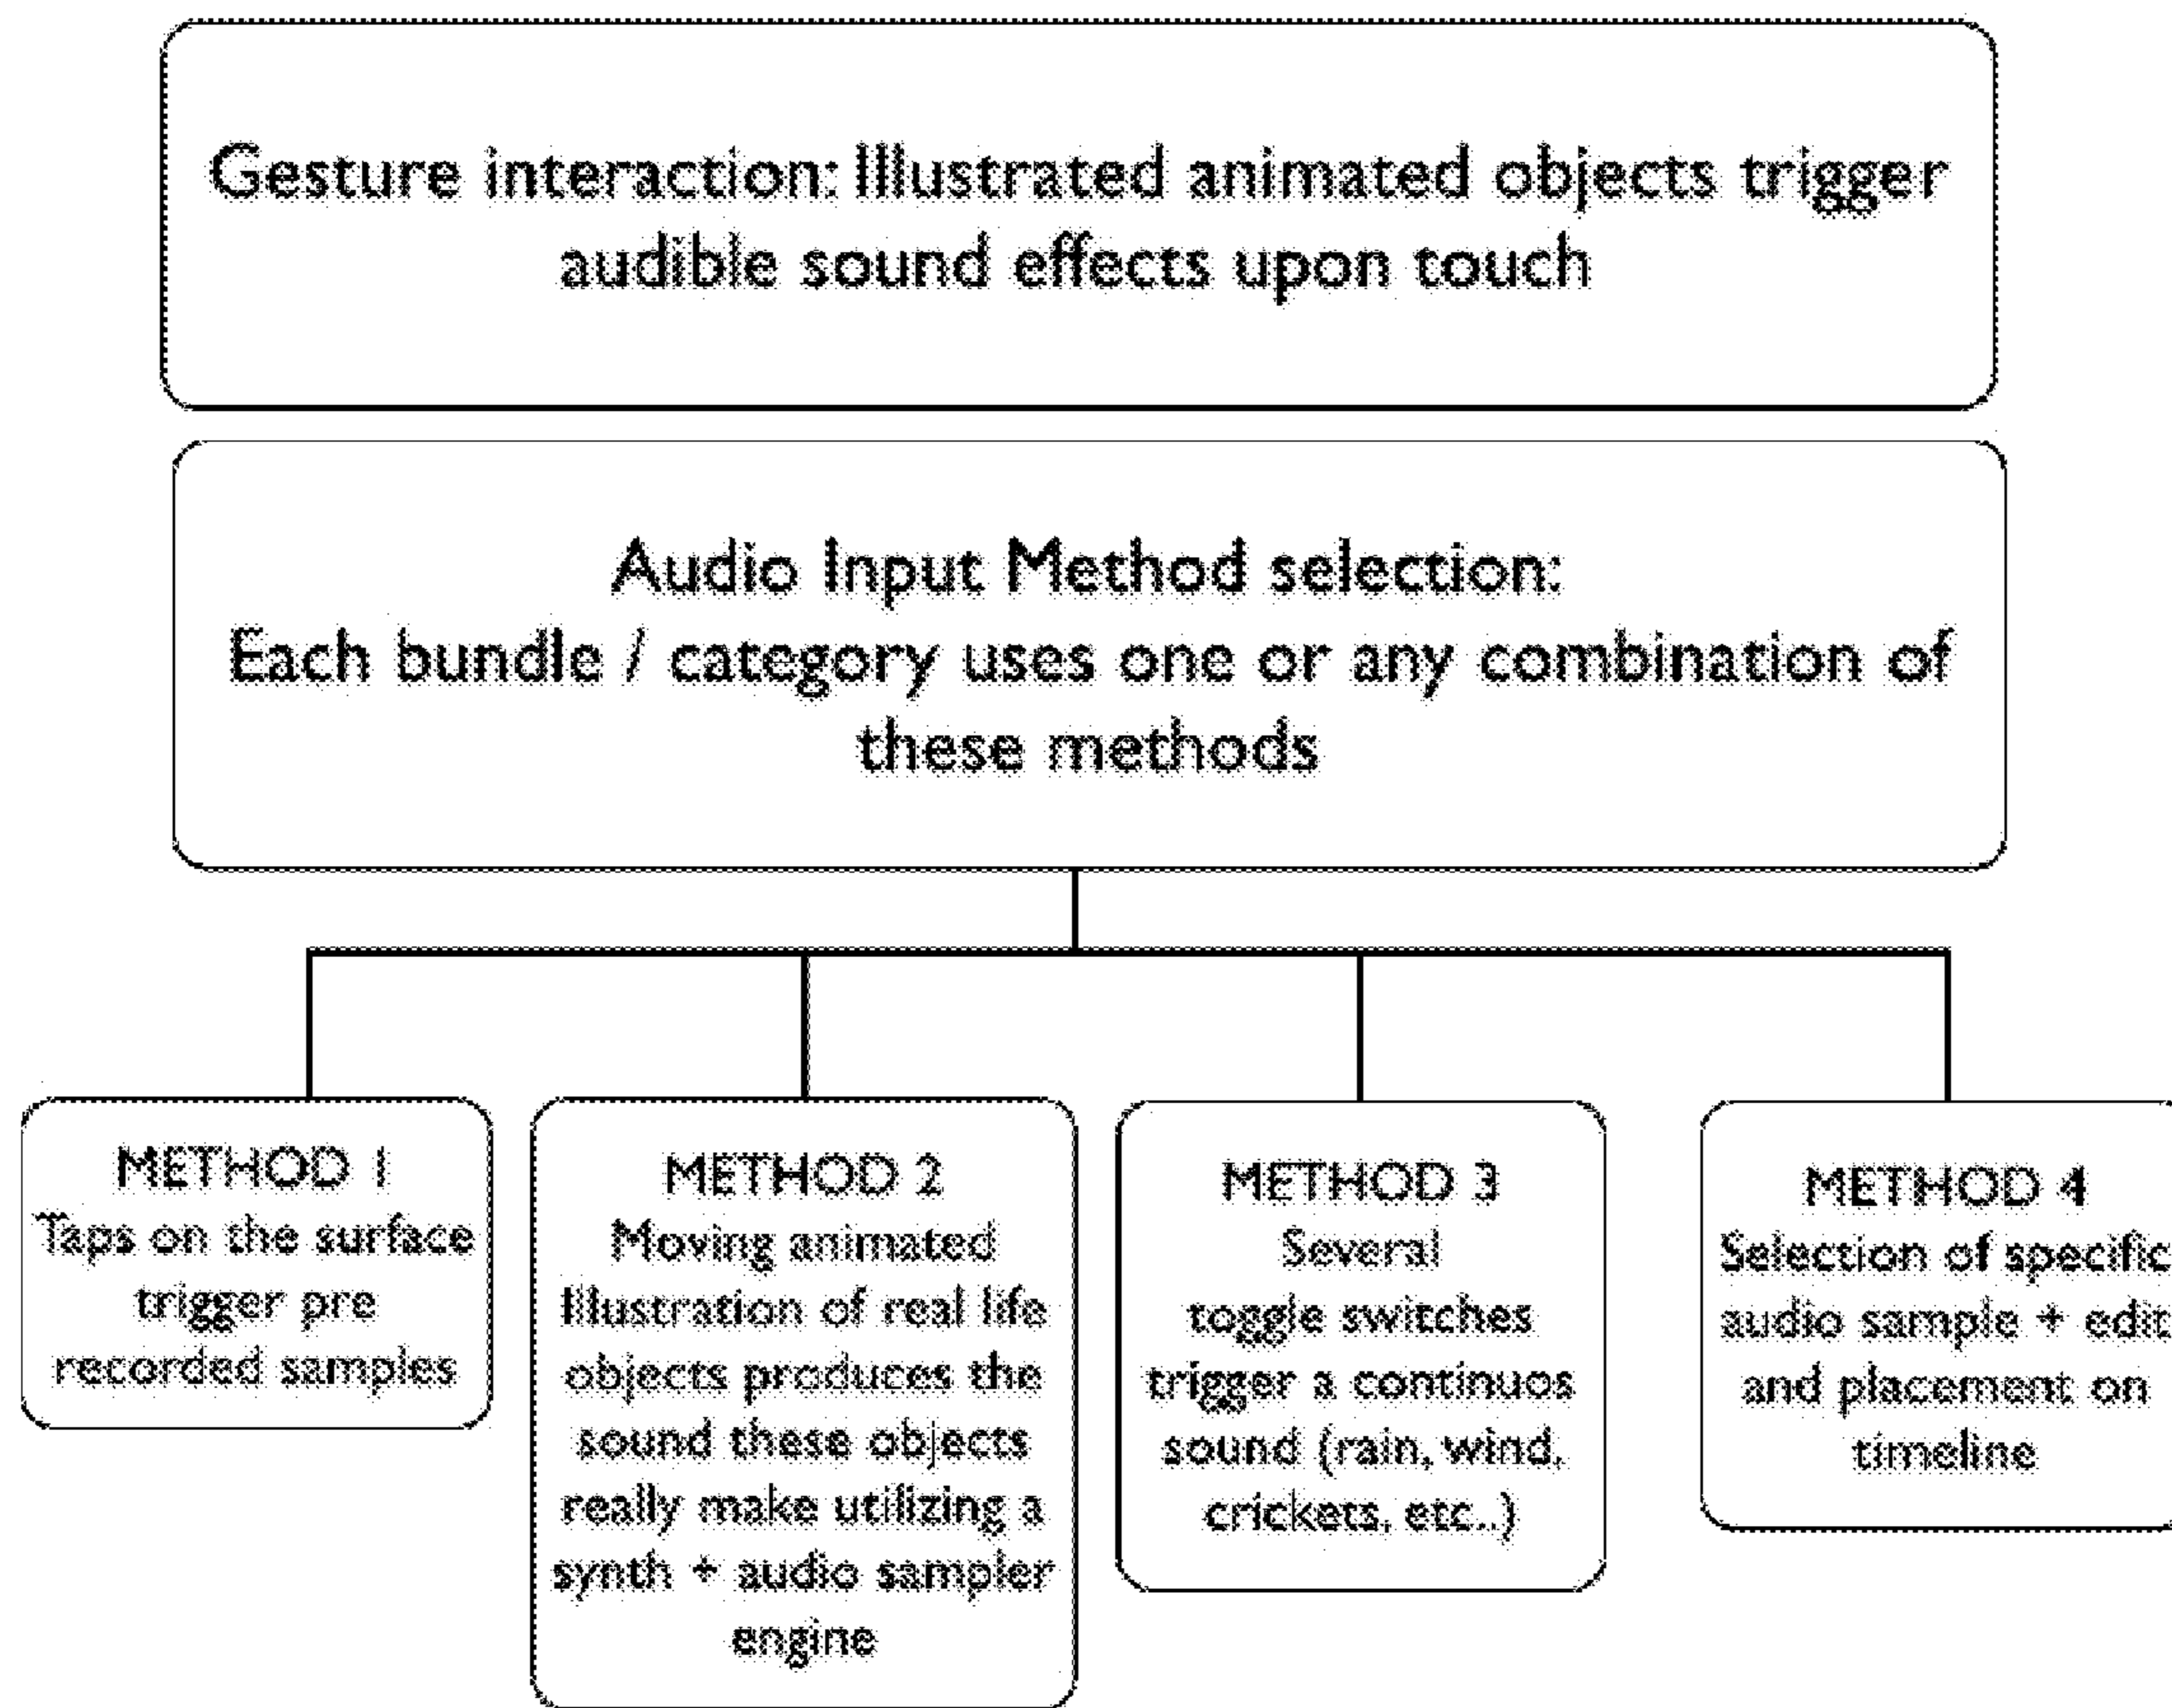 Gesture interaction: Illustrated animated objects trigger
audible sound effects upon touch
Audio Input Method selection:
Each bundle / category uses one or any combination of
these methods
METHOD 1
Taps on the surface
trigger pre
recorded samples
METHOD 2
Moving animated
Illustration of real life
objects produces the
sound these objects
really make utilizing a
synth + audio sampler
engine
METHOD 3
Several
toggle switches
trigger a continuos
sound (rain, wind,
crickets, etc..)
METHOD 4
Selection of specific
audio sample + edit
and placement on
timeline